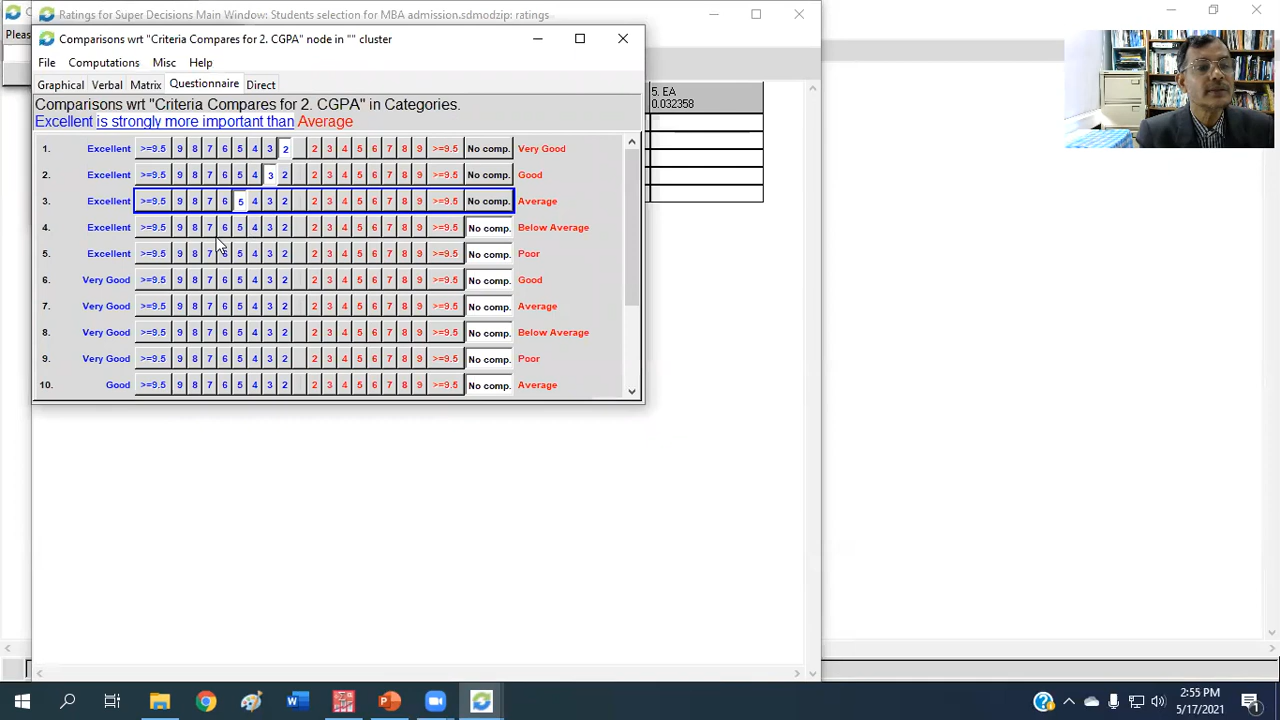 Ratings for Super Decisions Main Window: Students selection for MBA admission.sdmodzip: ratings
Comparisons wrt "Criteria Compares for 2. CGPA" node in "" cluster
File Computations Misc Help
Graphical Verbal Matrix Questionnaire Direct
Comparisons wrt "Criteria Compares for 2. CGPA" in Categories.
Excellent is strongly more important than Average
1. Excellent >=9.5 9 8 7 6 5 4 3 2 2 3 4 5 6 7 8 9 >=9.5 No comp. Very Good
2. Excellent >=9.5 9 8 7 6 5 4 3 2 2 3 4 5 6 7 8 9 >=9.5 No comp. Good
3. Excellent >=9.5 9 8 7 6 5 4 3 2 2 3 4 5 6 7 8 9 >=9.5 No comp. Average
4. Excellent >=9.5 9 8 7 6 5 4 3 2 2 3 4 5 6 7 8 9 >=9.5 No comp. Below Average
5. Excellent >=9.5 9 8 7 6 5 4 3 2 2 3 4 5 6 7 8 9 >=9.5 No comp. Poor
6. Very Good >=9.5 9 8 7 6 5 4 3 2 2 3 4 5 6 7 8 9 >=9.5 No comp. Good
7. Very Good >=9.5 9 8 7 6 5 4 3 2 2 3 4 5 6 7 8 9 >=9.5 No comp. Average
8. Very Good >=9.5 9 8 7 6 5 4 3 2 2 3 4 5 6 7 8 9 >=9.5 No comp. Below Average
9. Very Good >=9.5 9 8 7 6 5 4 3 2 2 3 4 5 6 7 8 9 >=9.5 No comp. Poor
10. Good >=9.5 9 8 7 6 5 4 3 2 2 3 4 5 6 7 8 9 >=9.5 No comp. Average
5. EA
0.032358
2:55 PM
5/17/2021